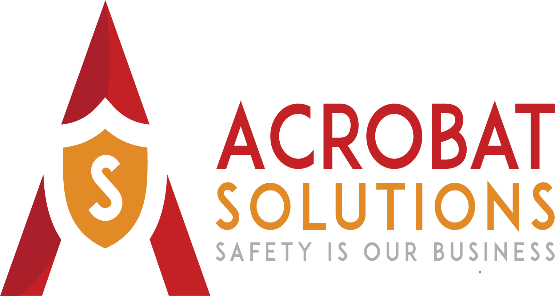 S
ACROBAT
SOLUTIONS
SAFETY IS OUR BUSINESS